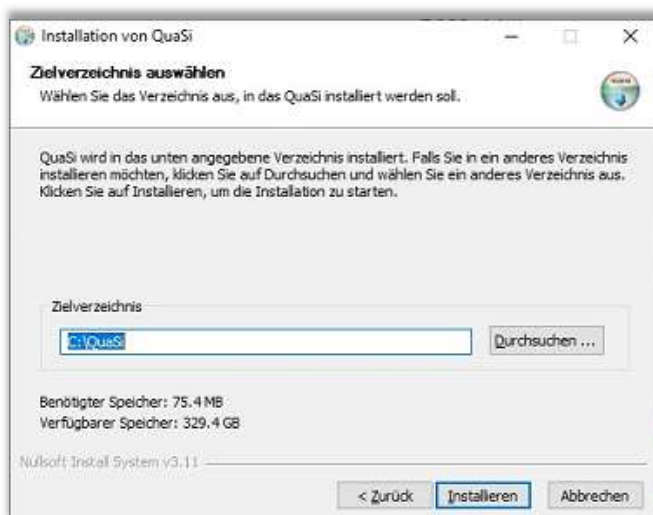 Installation von QuaSi
Zielverzeichnis auswählen
Wählen Sie das Verzeichnis aus, in das QuaSi installiert werden soll.
QuaSi wird in das unten angegebene Verzeichnis installiert. Falls Sie in ein anderes Verzeichnis
installieren möchten, klicken Sie auf Durchsuchen und wählen Sie ein anderes Verzeichnis aus.
Klicken Sie auf Installieren, um die Installation zu starten.
Zielverzeichnis
C:\QuaSi
Durchsuchen ...
Benötigter Speicher: 75.4 MB
Verfügbarer Speicher: 329.4 GB
Nullsoft Install System v3.11
< Zurück
Installieren
Abbrechen